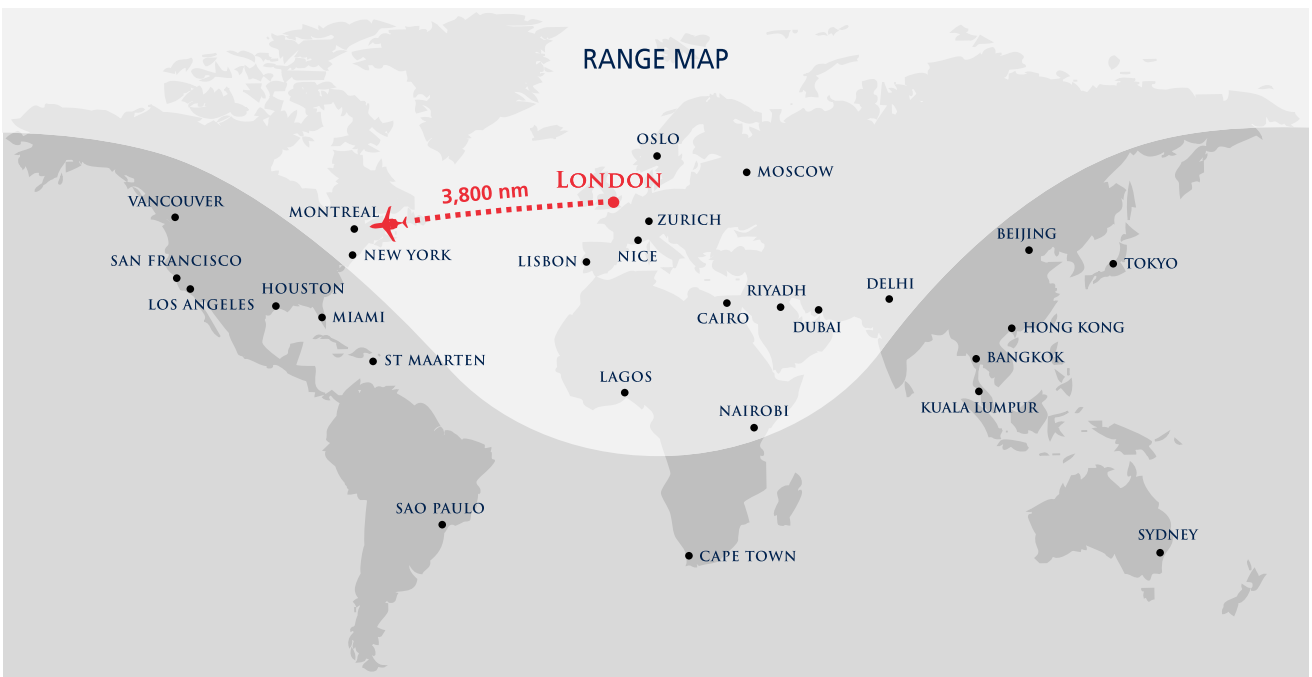 RANGE MAP
OSLO
MOSCOW
LONDON
3,800 nm
VANCOUVER
MONTREAL
ZURICH
BEIJING
NEW YORK
NICE
LISBON
SAN FRANCISCO
TOKYO
DELHI
HOUSTON
RIYADH
LOS ANGELES
MIAMI
CAIRO
DUBAI
HONG KONG
ST MAARTEN
BANGKOK
LAGOS
KUALA LUMPUR
NAIROBI
SAO PAULO
SYDNEY
CAPE TOWN